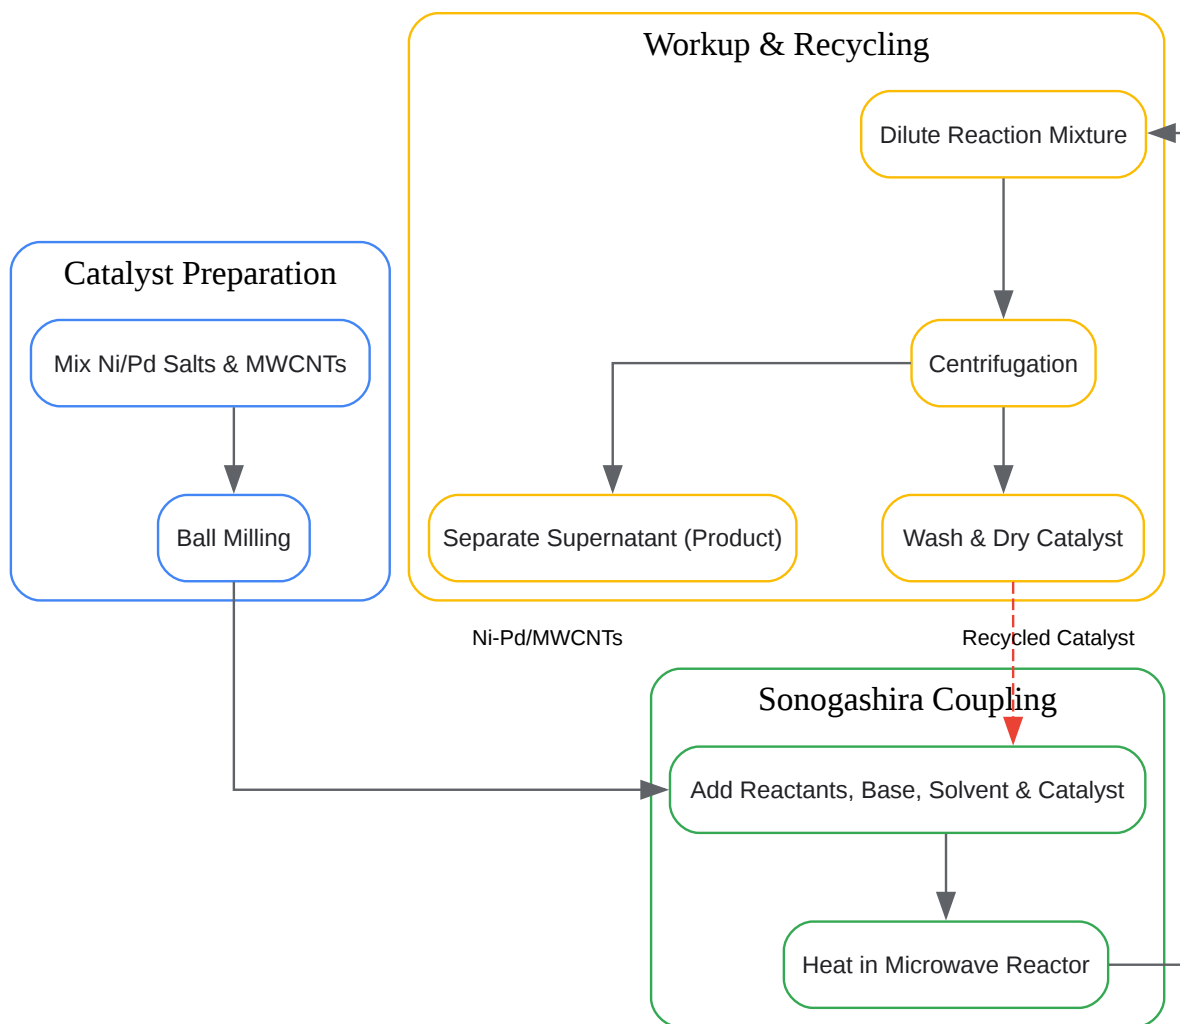 Workup & Recycling
Dilute Reaction Mixture
Catalyst Preparation
Mix Ni/Pd Salts & MWCNTs
Centrifugation
Ball Milling
Separate Supernatant (Product)
Wash & Dry Catalyst
Ni-Pd/MWCNTs
Recycled Catalyst
Sonogashira Coupling
Add Reactants, Base, Solvent & Catalyst
Heat in Microwave Reactor